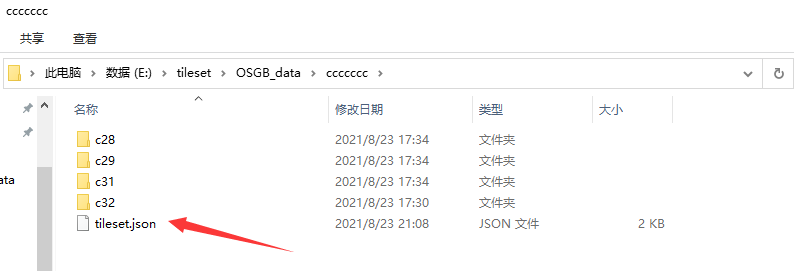 ccccccc
共享 查看
此电脑 > 数据 (E:) > tileset > OSGB_data > ccccccc >
名称 修改日期 类型 大小
c28 2021/8/23 17:34 文件夹
c29 2021/8/23 17:34 文件夹
ata c31 2021/8/23 17:34 文件夹
c32 2021/8/23 17:30 文件夹
tileset.json 2021/8/23 21:08 JSON 文件 2 KB